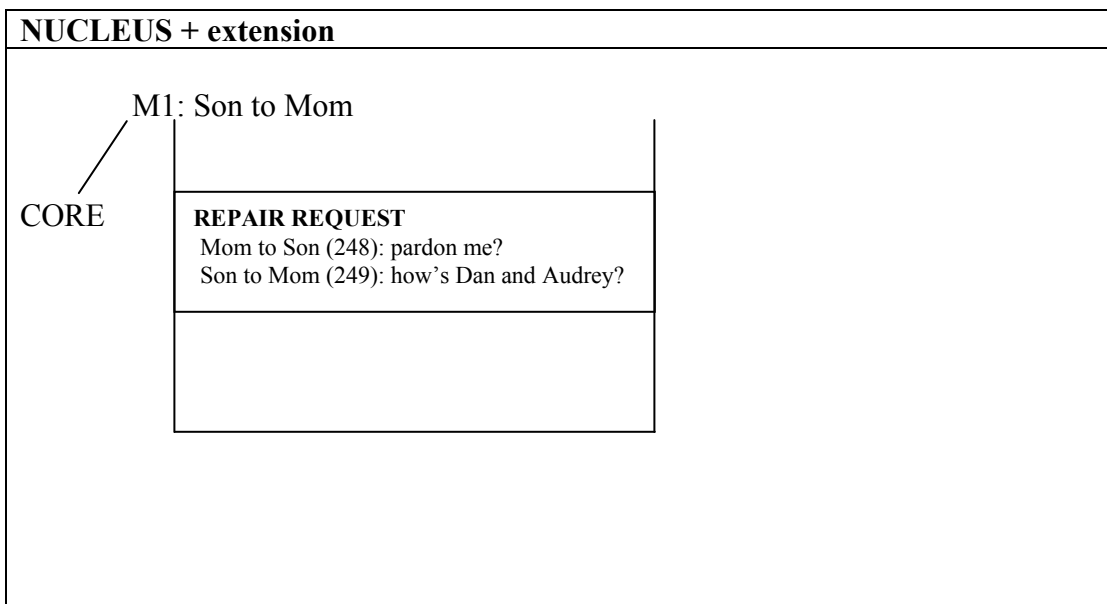 NUCLEUS + extension
M1: Son to Mom
CORE
REPAIR REQUEST
Mom to Son (248): pardon me?
Son to Mom (249): how’s Dan and Audrey?